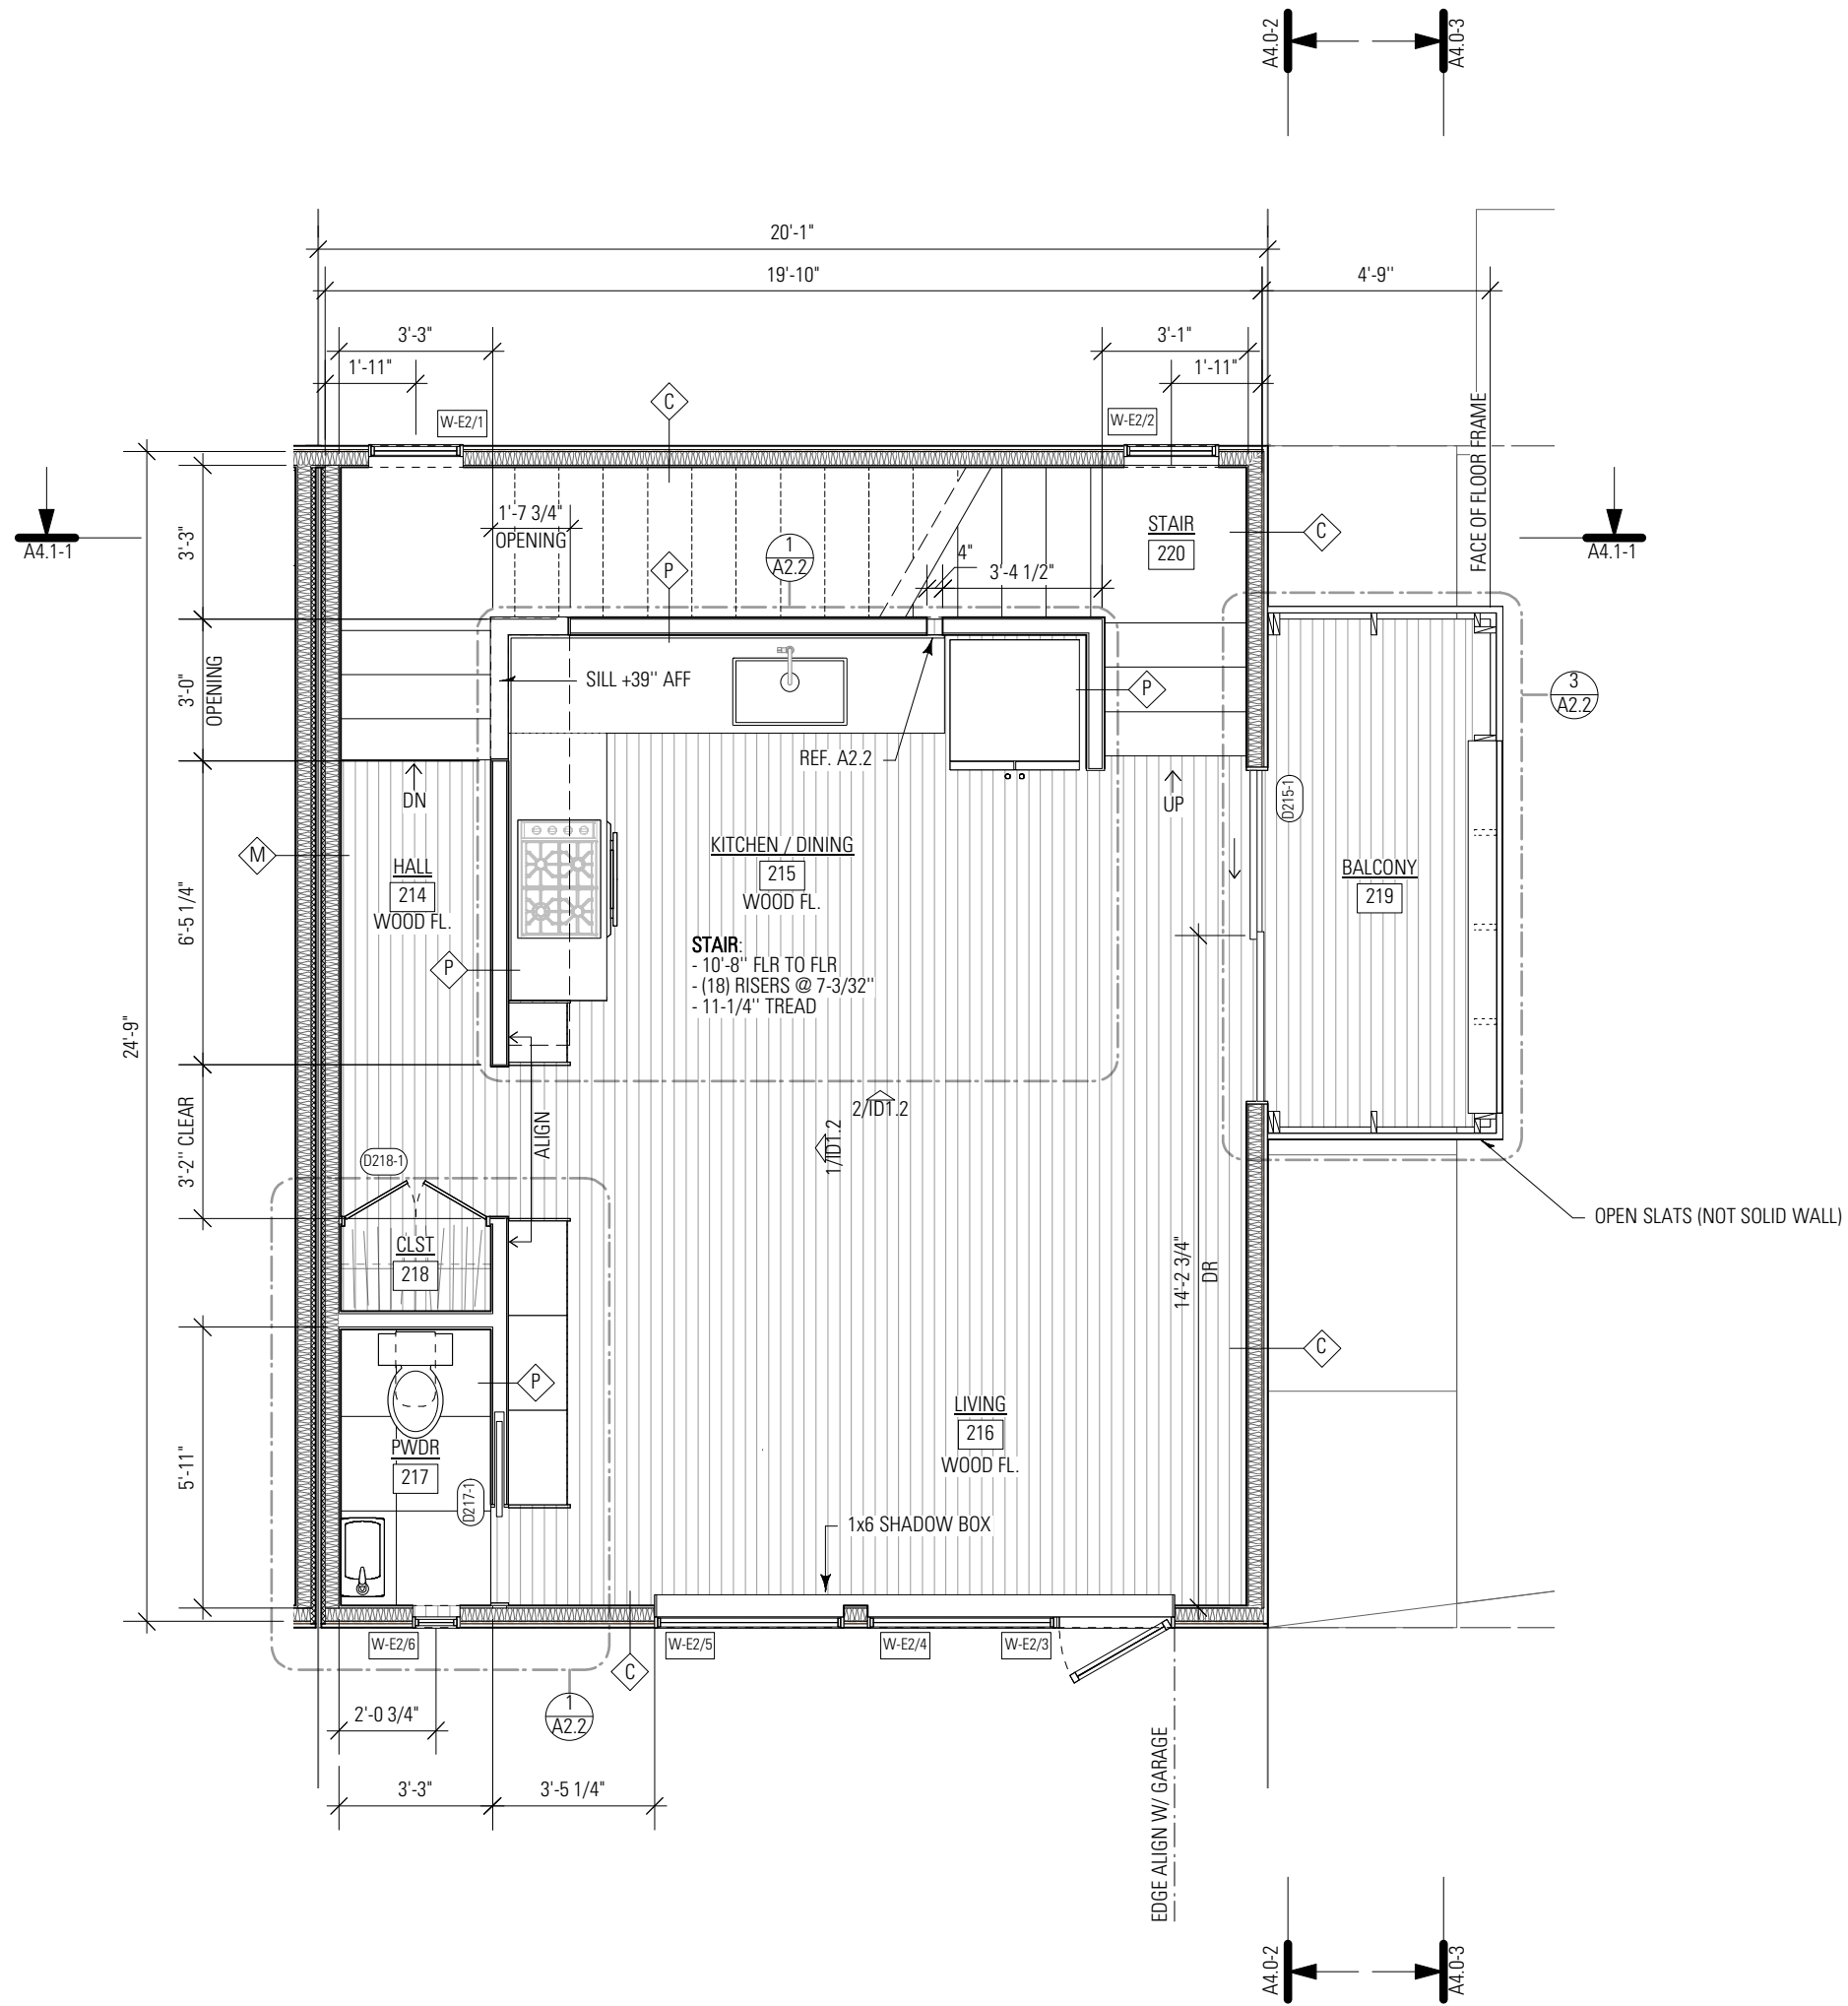 A4.0-2
A4.0-3
20'-1"
19'-10"
4'-9"
3'-3"
3'-1"
1'-11"
1'-11"
W-E2/1
C
W-E2/2
FACE OF FLOOR FRAME
A4.1-1
A4.1-1
3'-3"
1'-7 3/4"
OPENING
1
A2.2
P
4"
3'-4 1/2"
STAIR
220
C
3'-0"
OPENING
SILL +39" AFF
P
3
A2.2
REF. A2.2
DN
UP
D215-1
M
HALL
214
WOOD FL.
KITCHEN / DINING
215
WOOD FL.
BALCONY
219
6'-5 1/4"
P
STAIR:
- 10'-8" FLR TO FLR
- (18) RISERS @ 7-3/32"
- 11-1/4" TREAD
24'-9"
ALIGN
2/ID1.2
1/ID1.2
3'-2" CLEAR
D218-1
OPEN SLATS (NOT SOLID WALL)
CLST
218
14'-2 3/4"
DR
C
P
LIVING
216
WOOD FL.
5'-11"
PWDR
217
D217-1
1x6 SHADOW BOX
W-E2/6
W-E2/5
W-E2/4
W-E2/3
C
2'-0 3/4"
1
A2.2
3'-3"
3'-5 1/4"
EDGE ALIGN W/ GARAGE
A4.0-2
A4.0-3